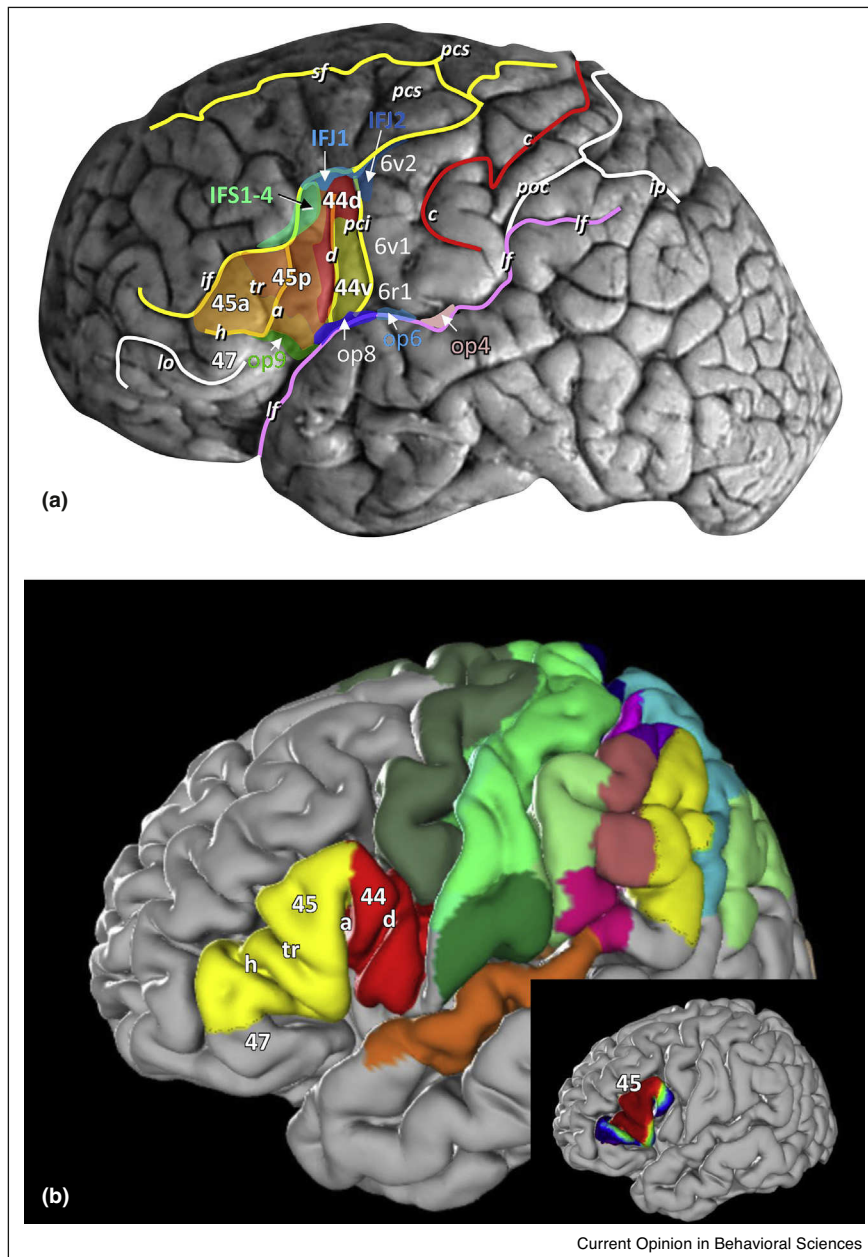 pcs
sf
pcs
IFJ1
IFJ2
c
6v2
IFS1-4
44d
poc
ip
pci
c
lf
6v1
if
tr
45p
d
lf
45a
a
44v
6r1
h
lo
47
op9
op8
op6
op4
lf
(a)
45
44
a
d
h
tr
47
45
(b)
Current Opinion in Behavioral Sciences